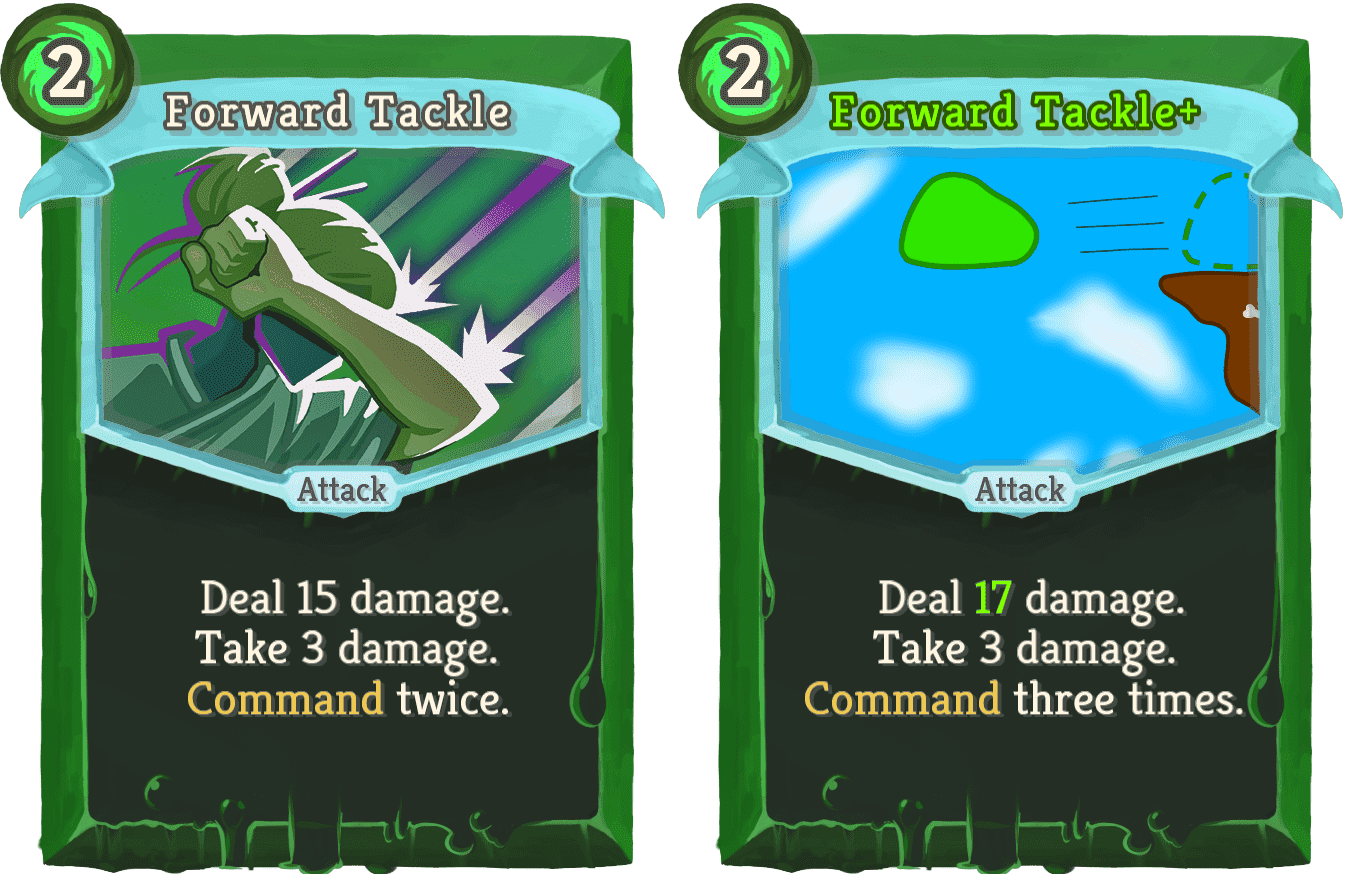 2
Forward Tackle
Attack
Deal 15 damage.
Take 3 damage.
Command twice.
2
Forward Tackle+
Attack
Deal 17 damage.
Take 3 damage.
Command three times.